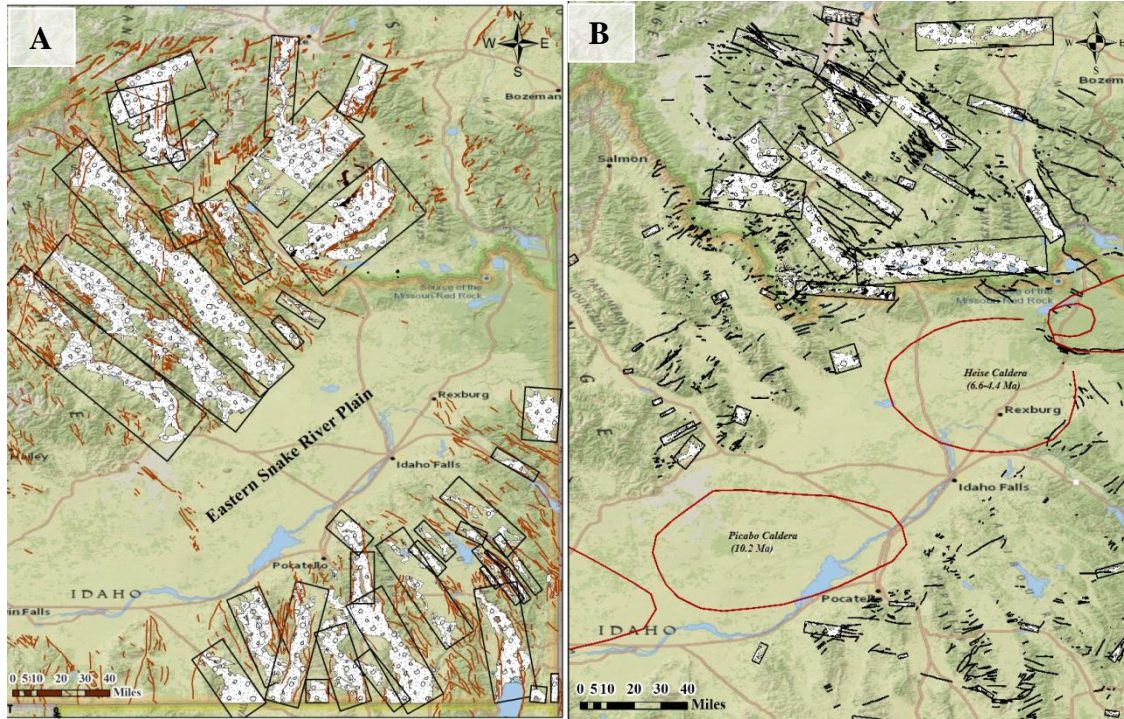 A
N
W E
S
Bozeman
Source of the
Missouri-Red Rock
Rexburg
Eastern Snake River Plain
Idaho Falls
Hailey
Pocatello
IDAHO
in Falls
0 5 10 20 30 40
Miles
B
N
W E
S
Bozem
Salmon
Source of the
Missouri-Red Rock
Heise Caldera
(6.6-4.4 Ma)
Rexburg
Idaho Falls
Picabo Caldera
(10.2 Ma)
Pocatello
IDAHO
0 5 10 20 30 40
Miles